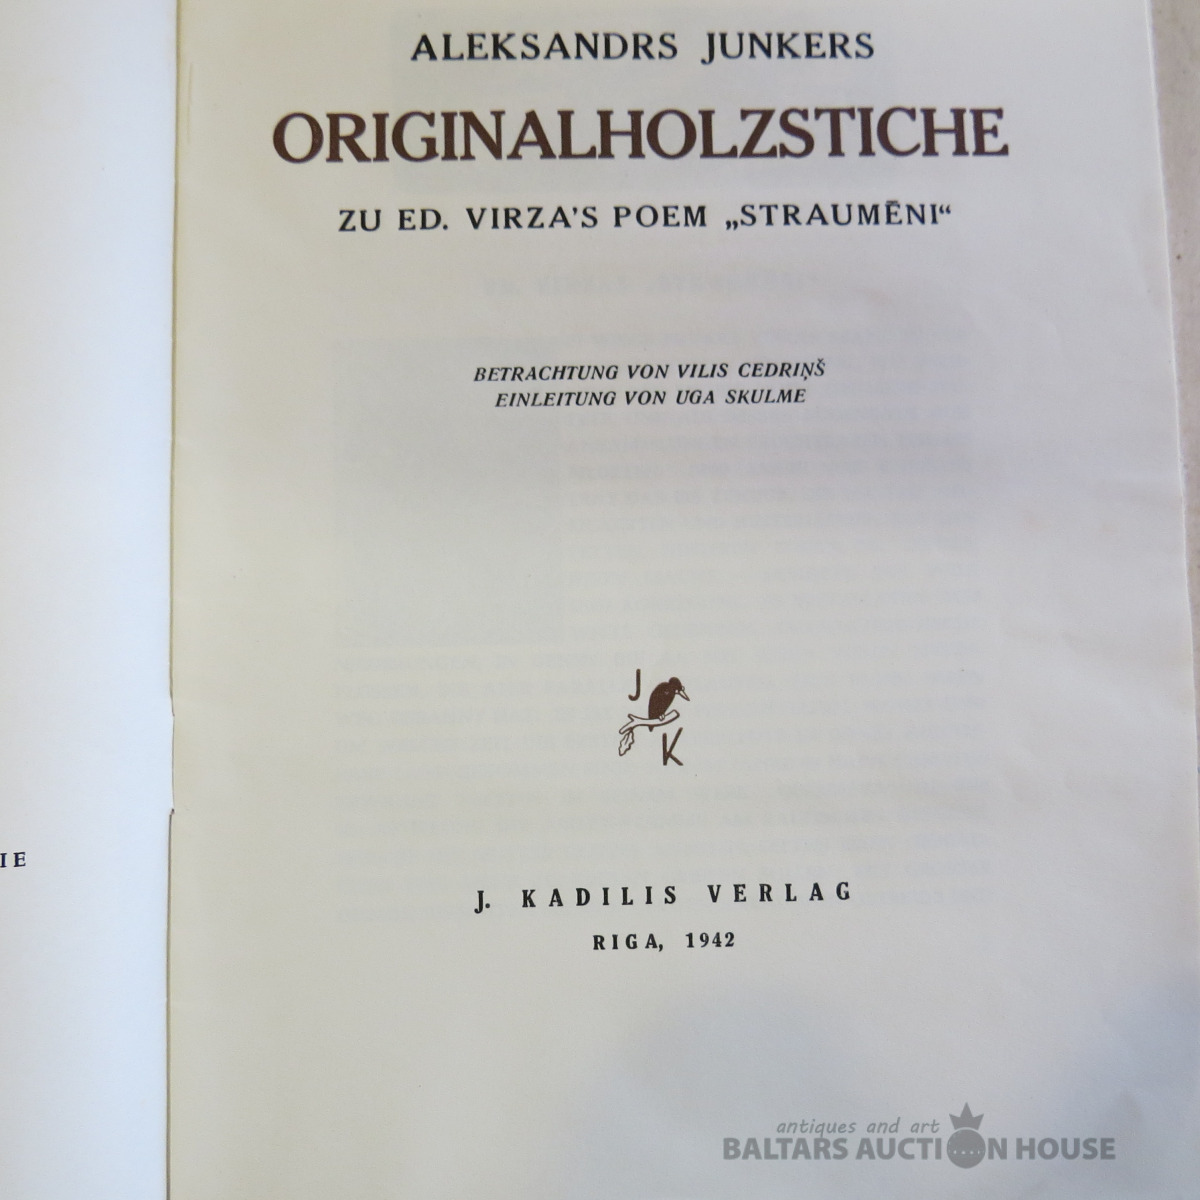 ALEKSANDRS JUNKERS
ORIGINALHOLZSTICHE
ZU ED. VIRZA'S POEM „STRAUMĒNI“
BETRACHTUNG VON VILIS CEDRIŅŠ
EINLEITUNG VON UGA SKULME
J
K
IE
J. KADILIS VERLAG
RIGA, 1942
antiques and art
BALTARS AUCTION HOUSE